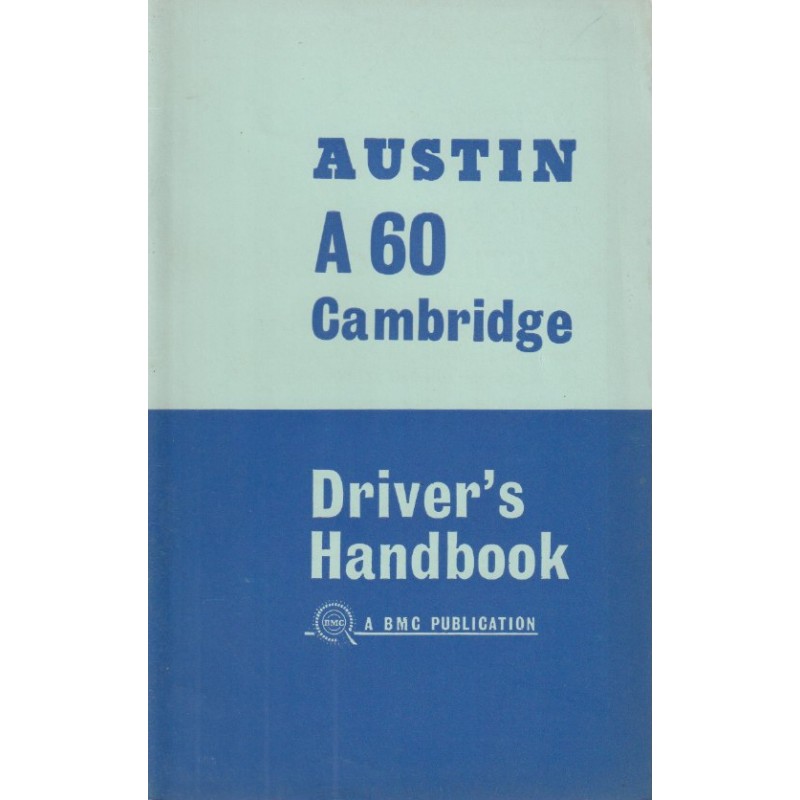 AUSTIN
A 60
Cambridge
Driver's
Handbook
BMC
A BMC PUBLICATION